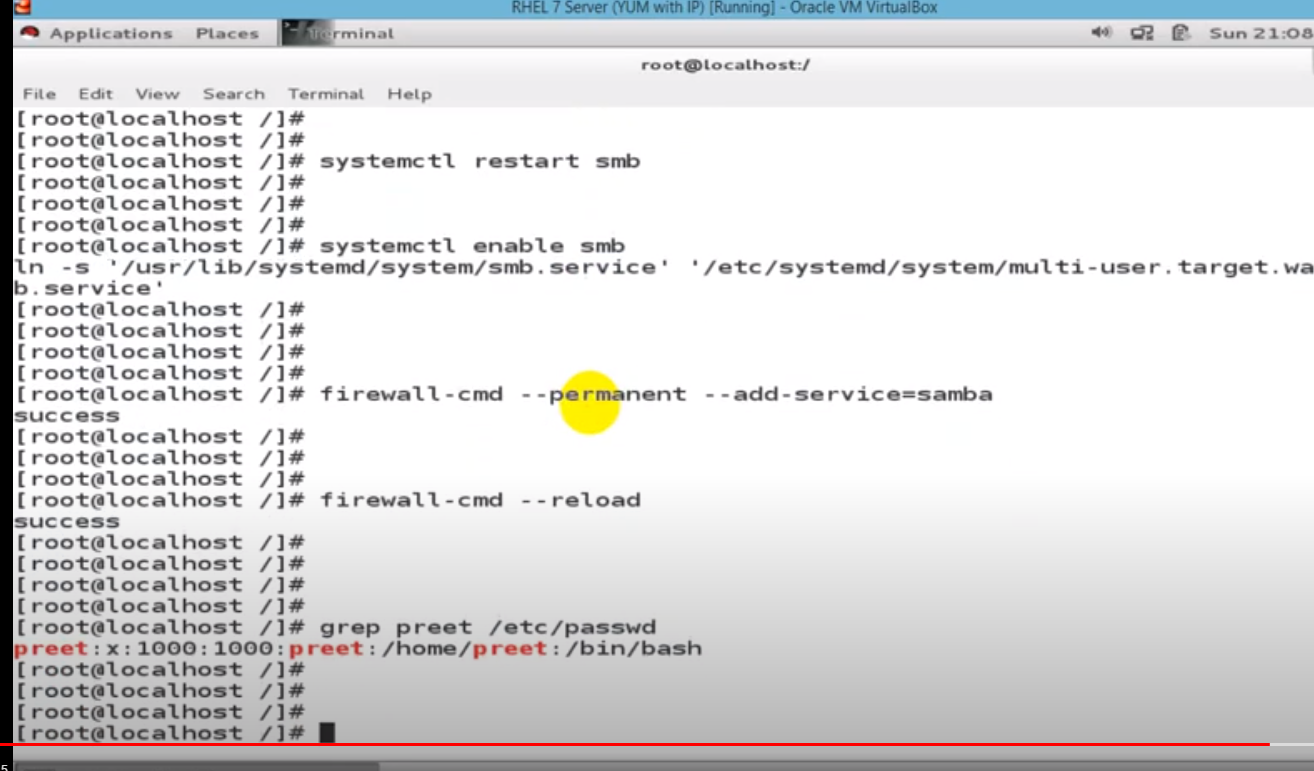 RHEL 7 Server (YUM with IP) [Running] - Oracle VM VirtualBox
Applications Places Terminal Sun 21:08
root@localhost:/
File Edit View Search Terminal Help
[root@localhost /]#
[root@localhost /]#
[root@localhost /]# systemctl restart smb
[root@localhost /]#
[root@localhost /]#
[root@localhost /]#
[root@localhost /]# systemctl enable smb
ln -s '/usr/lib/systemd/system/smb.service' '/etc/systemd/system/multi-user.target.wa
b.service'
[root@localhost /]#
[root@localhost /]#
[root@localhost /]#
[root@localhost /]#
[root@localhost /]# firewall-cmd --permanent --add-service=samba
success
[root@localhost /]#
[root@localhost /]#
[root@localhost /]#
[root@localhost /]# firewall-cmd --reload
success
[root@localhost /]#
[root@localhost /]#
[root@localhost /]#
[root@localhost /]#
[root@localhost /]# grep preet /etc/passwd
preet:x:1000:1000:preet:/home/preet:/bin/bash
[root@localhost /]#
[root@localhost /]#
[root@localhost /]#
[root@localhost /]#
5